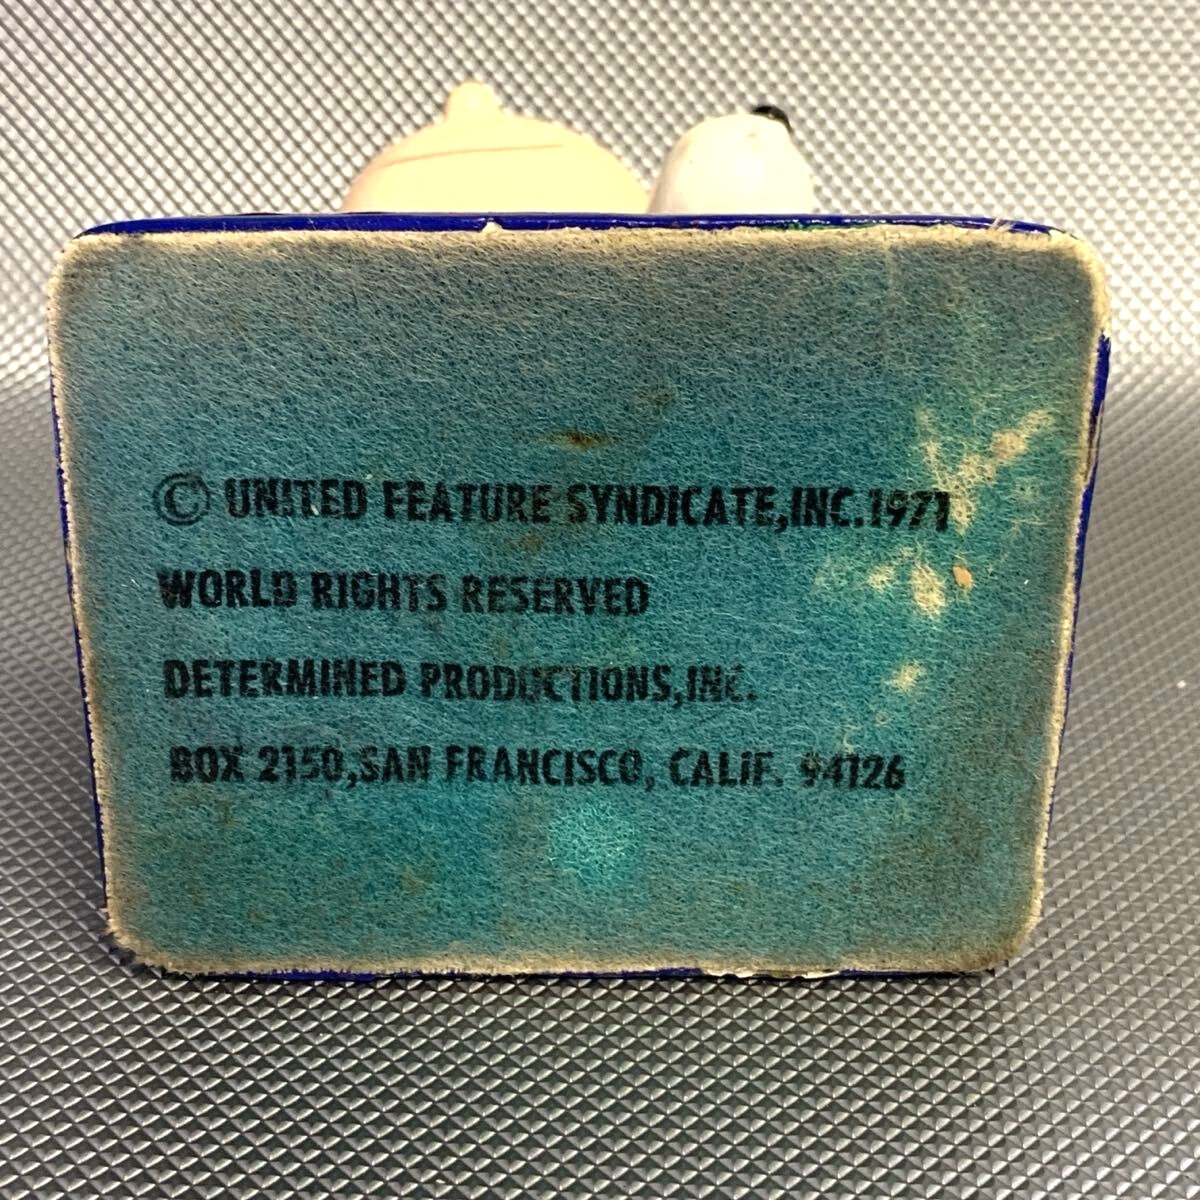 © UNITED FEATURE SYNDICATE,INC.1971
WORLD RIGHTS RESERVED
DETERMINED PRODUCTIONS,INC.
BOX 2150,SAN FRANCISCO, CALIF. 94126